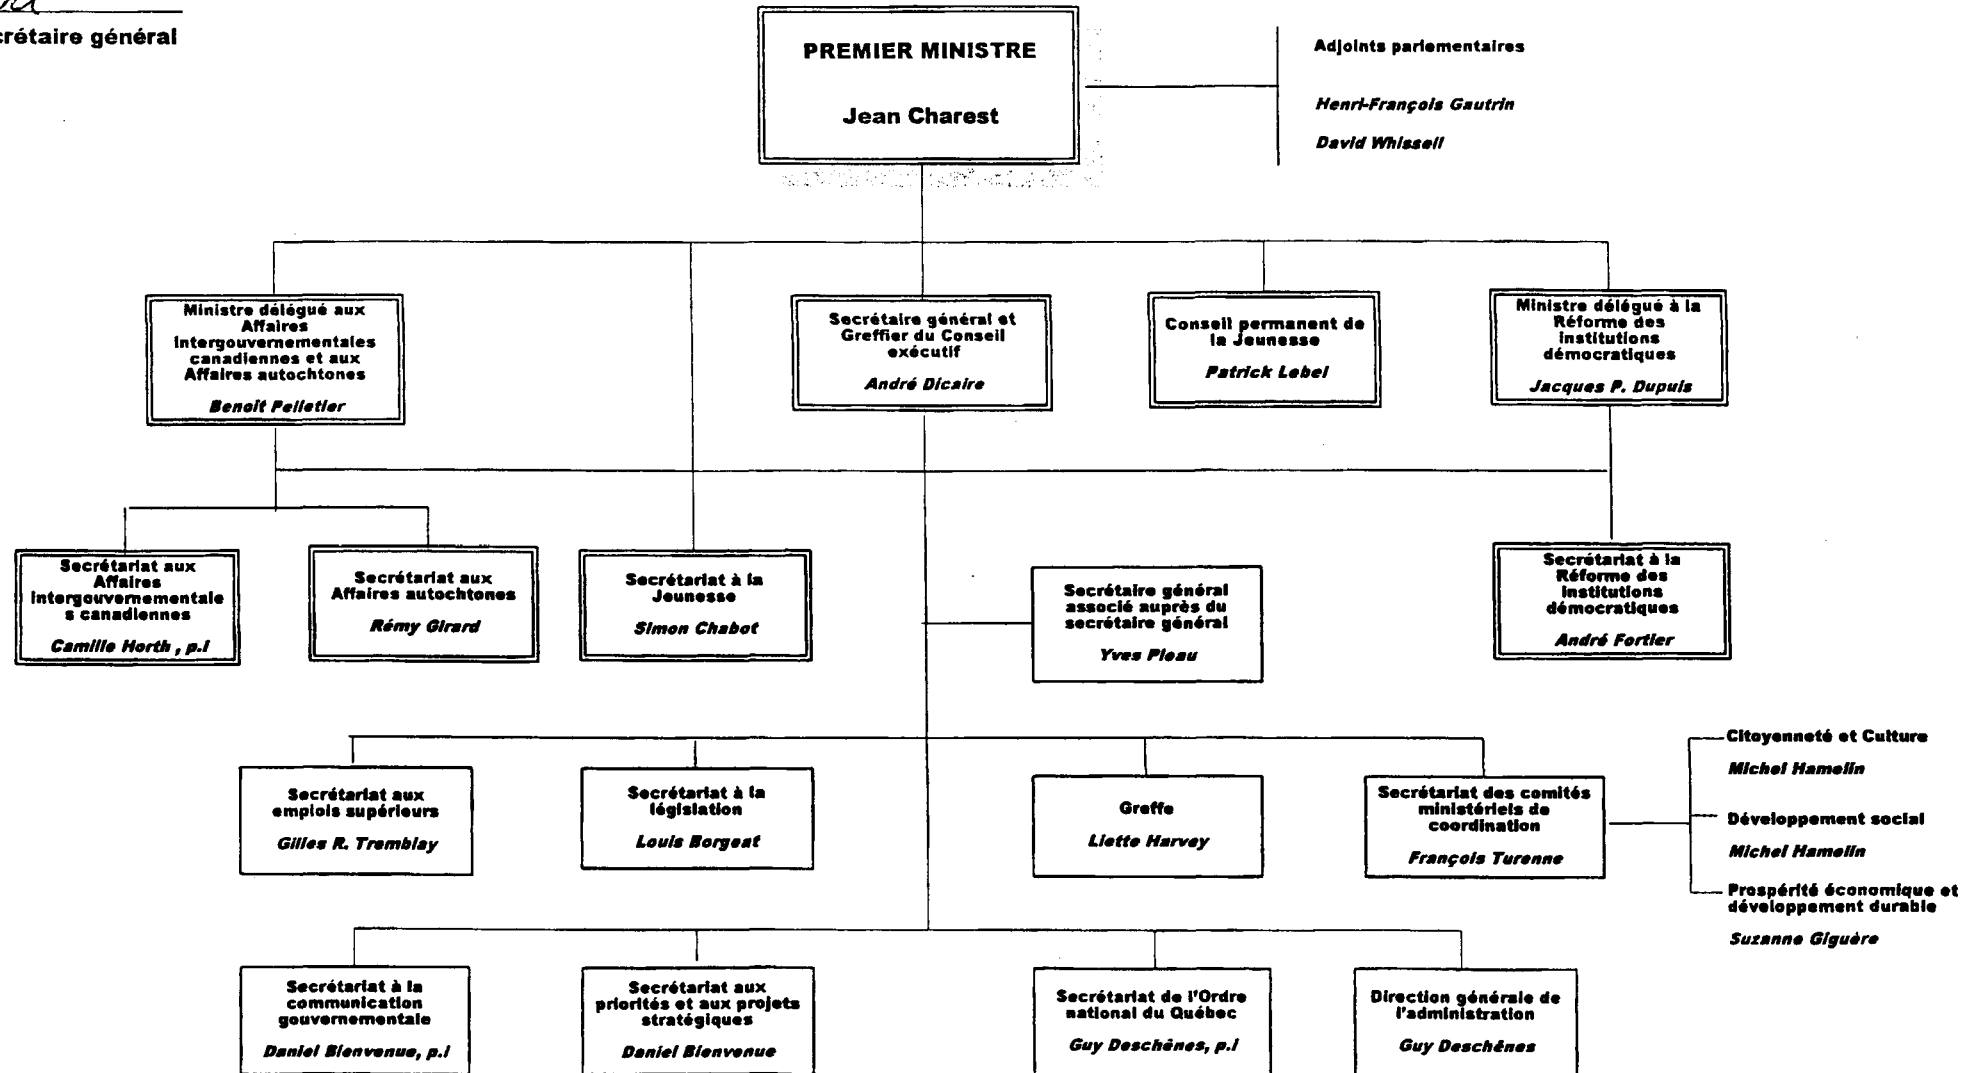 crétaire général
PREMIER MINISTRE
Jean Charest
Adjoints parlementaires
Henri-François Gautrin
David Whissell
Ministre délégué aux
Affaires
intergouvernementales
canadiennes et aux
Affaires autochtones
Benoît Pelletier
Secrétaire général et
Greffier du Conseil
exécutif
André Dicaire
Conseil permanent de
la Jeunesse
Patrick Lebel
Ministre délégué à la
Réforme des
institutions
démocratiques
Jacques P. Dupuis
Secrétariat aux
Affaires
intergouvernementale
s canadiennes
Camille Horth , p.i
Secrétariat aux
Affaires autochtones
Rémy Girard
Secrétariat à la
Jeunesse
Simon Chabot
Secrétaire général
associé auprès du
secrétaire général
Yves Pleau
Secrétariat à la
Réforme des
institutions
démocratiques
André Fortier
Secrétariat aux
emplois supérieurs
Gilles R. Tremblay
Secrétariat à la
législation
Louis Borgeat
Greffe
Liette Harvey
Secrétariat des comités
ministériels de
coordination
François Turenne
Citoyenneté et Culture
Michel Hamelin
Développement social
Michel Hamelin
Prospérité économique et
développement durable
Suzanne Giguère
Secrétariat à la
communication
gouvernementale
Daniel Bienvenue, p.i
Secrétariat aux
priorités et aux projets
stratégiques
Daniel Bienvenue
Secrétariat de l'Ordre
national du Québec
Guy Deschênes, p.i
Direction générale de
l'administration
Guy Deschênes